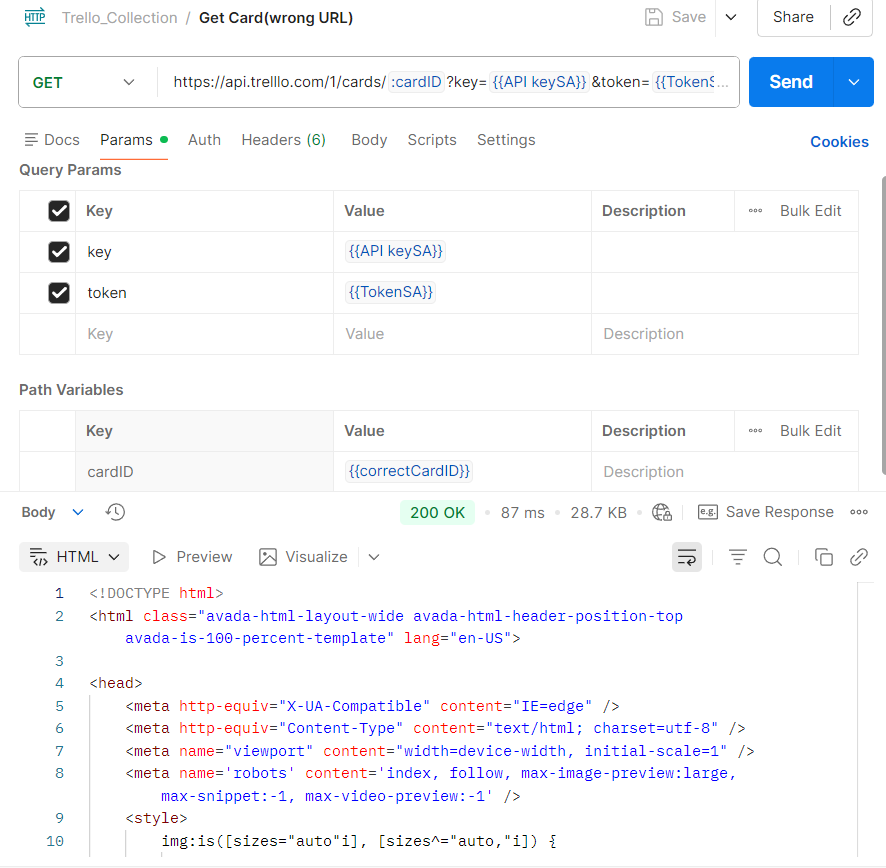 HTTP Trello_Collection / Get Card(wrong URL) Save Share
GET https://api.trelllo.com/1/cards/ :cardID ?key= {{API keySA}} &token= {{TokenS... Send
Docs Params Auth Headers (6) Body Scripts Settings Cookies
Query Params
Key Value Description Bulk Edit
key {{API keySA}}
token {{TokenSA}}
Key Value Description
Path Variables
Key Value Description Bulk Edit
cardID {{correctCardID}} Description
Body 200 OK 87 ms 28.7 KB e.g. Save Response
HTML Preview Visualize
1 <!DOCTYPE html>
2 <html class="avada-html-layout-wide avada-html-header-position-top
avada-is-100-percent-template" lang="en-US">
3
4 <head>
5 <meta http-equiv="X-UA-Compatible" content="IE=edge" />
6 <meta http-equiv="Content-Type" content="text/html; charset=utf-8" />
7 <meta name="viewport" content="width=device-width, initial-scale=1" />
8 <meta name='robots' content='index, follow, max-image-preview:large,
max-snippet:-1, max-video-preview:-1' />
9 <style>
10 img:is([sizes="auto"i], [sizes^="auto,"i]) {